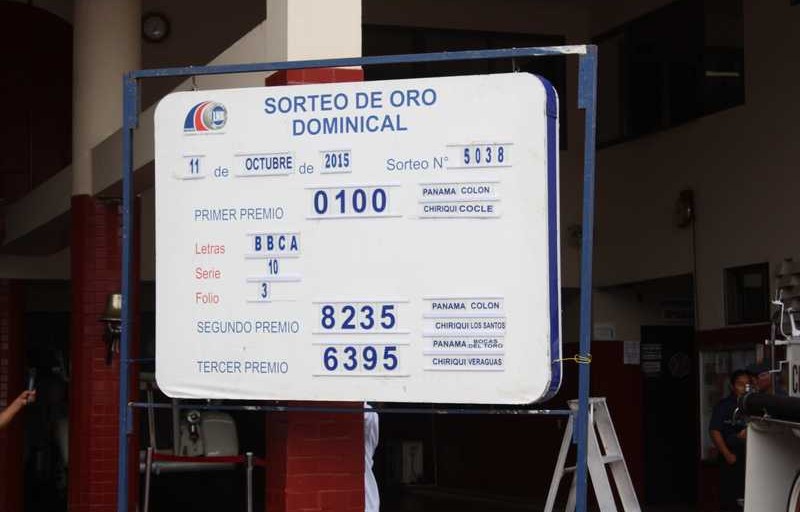 SORTEO DE ORO
DOMINICAL
11 de OCTUBRE de 2015 Sorteo N° 5038
PRIMER PREMIO 0100 PANAMA COLON
CHIRIQUI COCLE
Letras BBCA
Serie 10
Folio 3
SEGUNDO PREMIO 8235 PANAMA COLON
CHIRIQUI LOS SANTOS
TERCER PREMIO 6395 PANAMA BOCAS DEL TORO
CHIRIQUI VERAGUAS